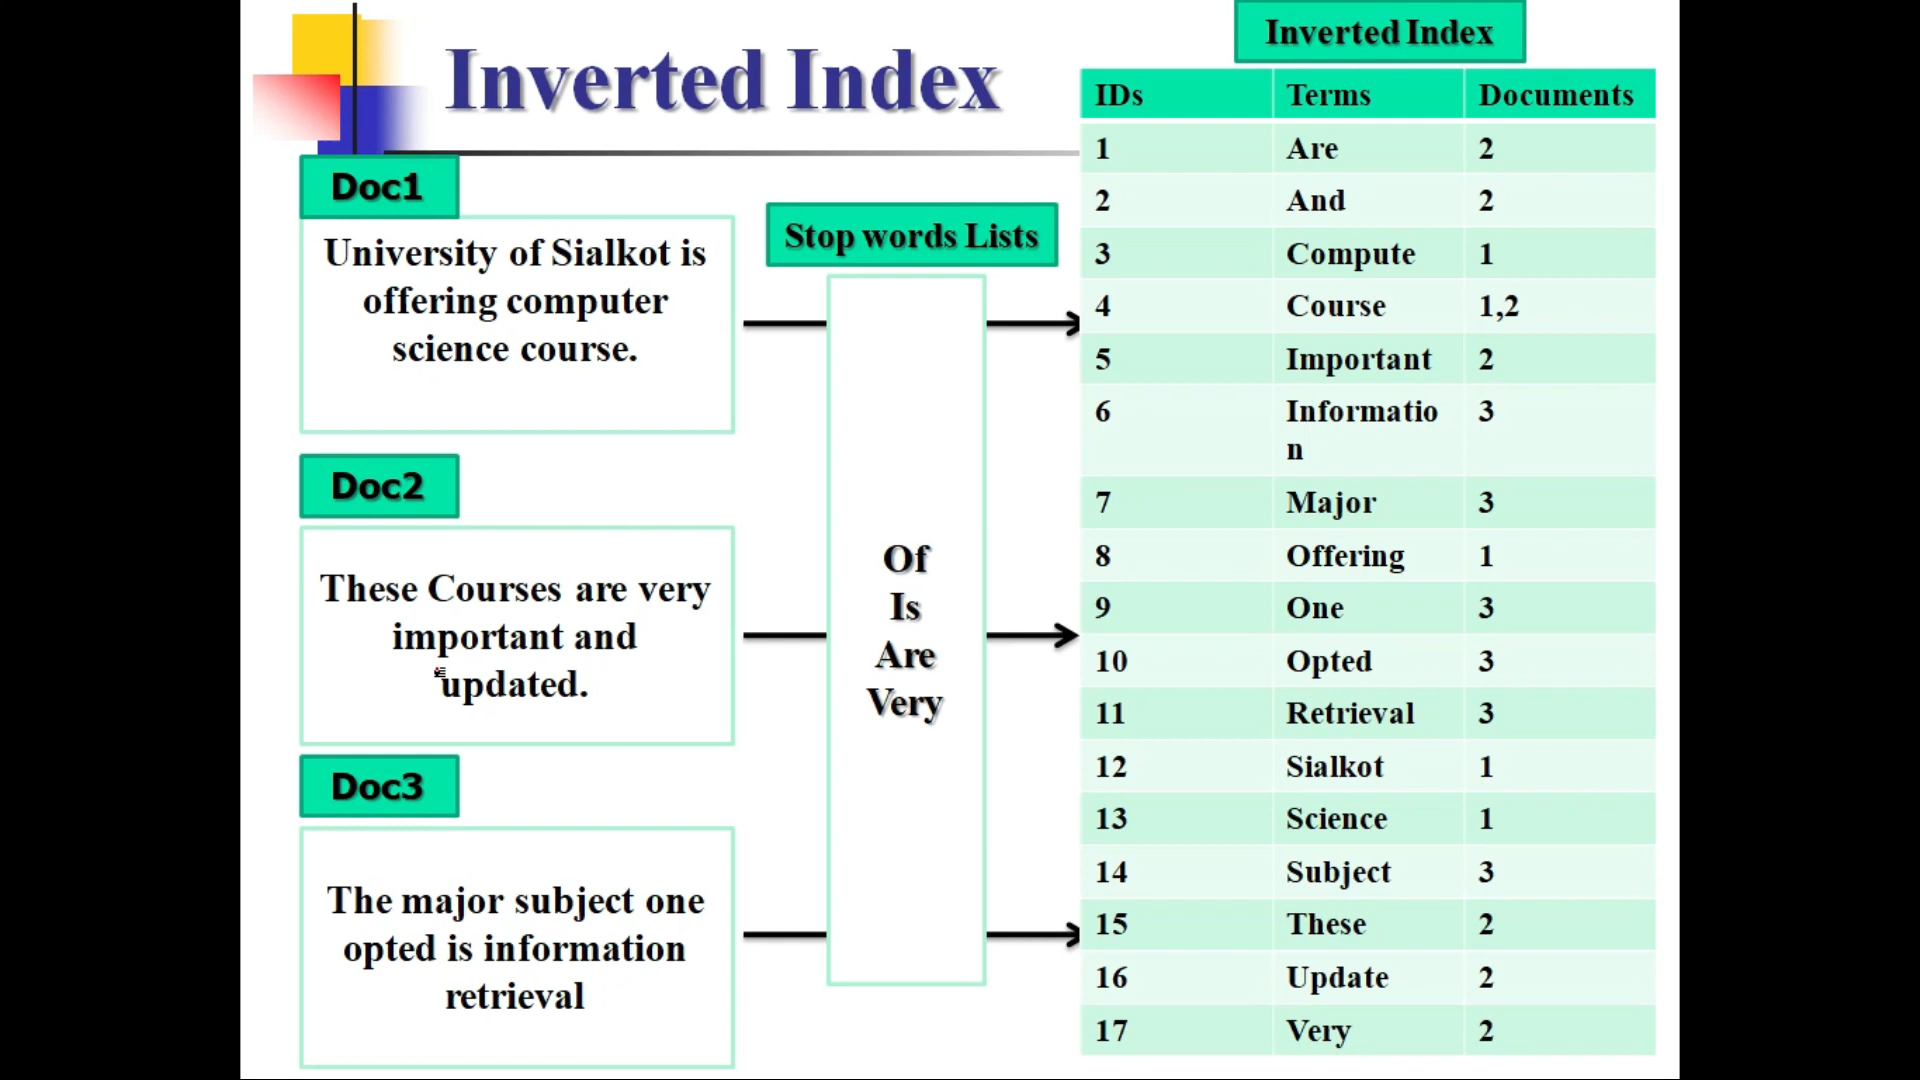 Inverted Index
Doc1
University of Sialkot is
offering computer
science course.
Doc2
These Courses are very
important and
updated.
Doc3
The major subject one
opted is information
retrieval
Stop words Lists
Of
Is
Are
Very
Inverted Index
IDs Terms Documents
1 Are 2
2 And 2
3 Compute 1
4 Course 1,2
5 Important 2
6 Informatio 3
n
7 Major 3
8 Offering 1
9 One 3
10 Opted 3
11 Retrieval 3
12 Sialkot 1
13 Science 1
14 Subject 3
15 These 2
16 Update 2
17 Very 2